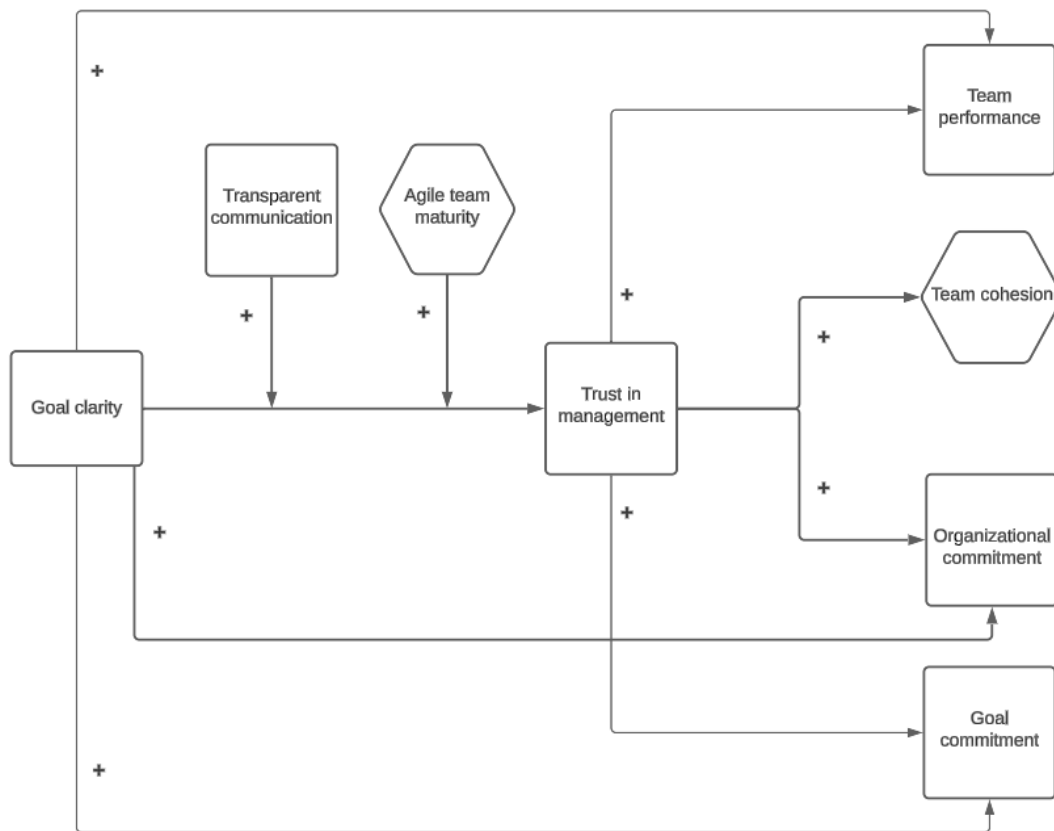 +
Team
performance
Transparent
communication
Agile team
maturity
Team cohesion
+
+
+
+
Goal clarity
Trust in
management
+
+
+
Organizational
commitment
Goal
commitment
+